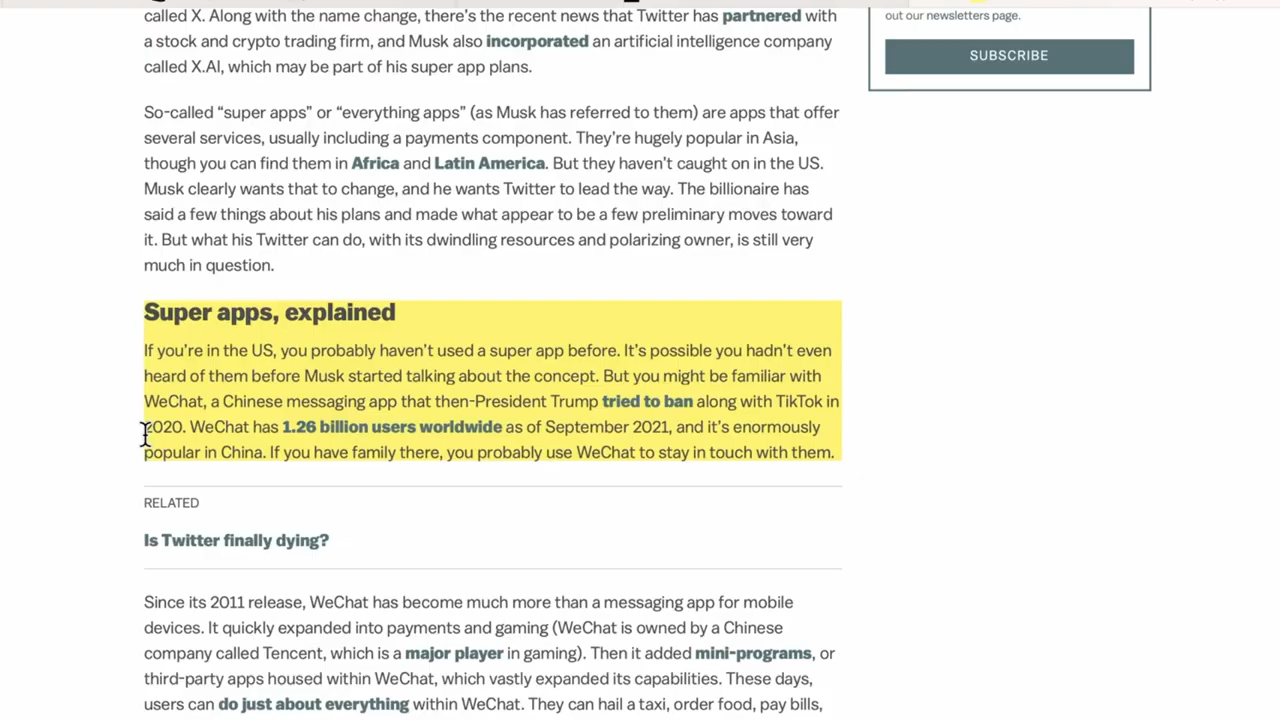 called X. Along with the name change, there's the recent news that Twitter has partnered with
a stock and crypto trading firm, and Musk also incorporated an artificial intelligence company
called X.AI, which may be part of his super app plans.
So-called “super apps” or “everything apps” (as Musk has referred to them) are apps that offer
several services, usually including a payments component. They’re hugely popular in Asia,
though you can find them in Africa and Latin America. But they haven’t caught on in the US.
Musk clearly wants that to change, and he wants Twitter to lead the way. The billionaire has
said a few things about his plans and made what appear to be a few preliminary moves toward
it. But what his Twitter can do, with its dwindling resources and polarizing owner, is still very
much in question.
Super apps, explained
If you’re in the US, you probably haven’t used a super app before. It’s possible you hadn’t even
heard of them before Musk started talking about the concept. But you might be familiar with
WeChat, a Chinese messaging app that then-President Trump tried to ban along with TikTok in
2020. WeChat has 1.26 billion users worldwide as of September 2021, and it’s enormously
popular in China. If you have family there, you probably use WeChat to stay in touch with them.
RELATED
Is Twitter finally dying?
Since its 2011 release, WeChat has become much more than a messaging app for mobile
devices. It quickly expanded into payments and gaming (WeChat is owned by a Chinese
company called Tencent, which is a major player in gaming). Then it added mini-programs, or
third-party apps housed within WeChat, which vastly expanded its capabilities. These days,
users can do just about everything within WeChat. They can hail a taxi, order food, pay bills,
out our newsletters page.
SUBSCRIBE